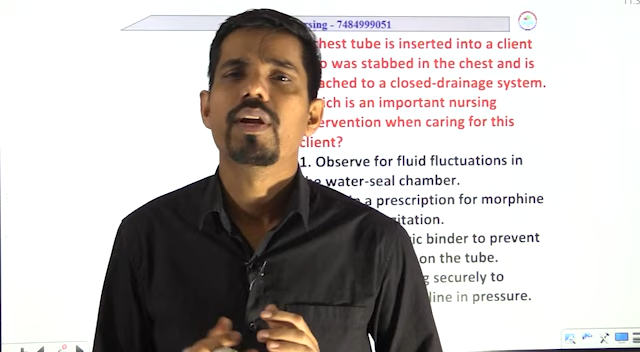 rsing - 7484999051
chest tube is inserted into a client
was stabbed in the chest and is
ached to a closed-drainage system.
ich is an important nursing
ervention when caring for this
client?
1. Observe for fluid fluctuations in
he water-seal chamber.
a prescription for morphine
itation.
ic binder to prevent
on the tube.
g securely to
line in pressure.